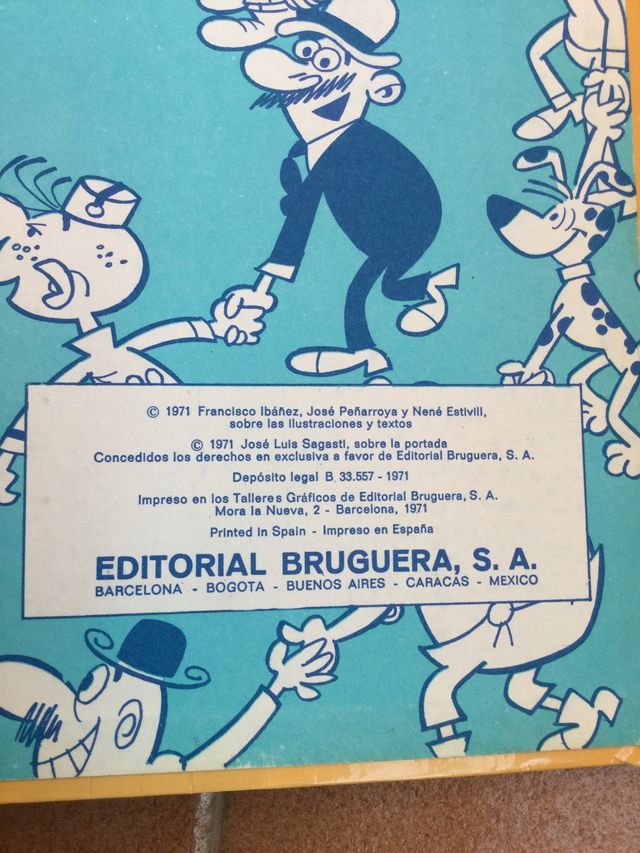 © 1971 Francisco Ibáñez, José Peñarroya y Nené Estivill,
sobre las ilustraciones y textos
© 1971 José Luis Sagasti, sobre la portada
Concedidos los derechos en exclusiva a favor de Editorial Bruguera, S. A.
Depósito legal B. 33.557 - 1971
Impreso en los Talleres Gráficos de Editorial Bruguera, S. A.
Mora la Nueva, 2 - Barcelona, 1971
Printed in Spain - Impreso en España
EDITORIAL BRUGUERA, S. A.
BARCELONA - BOGOTA - BUENOS AIRES - CARACAS - MEXICO